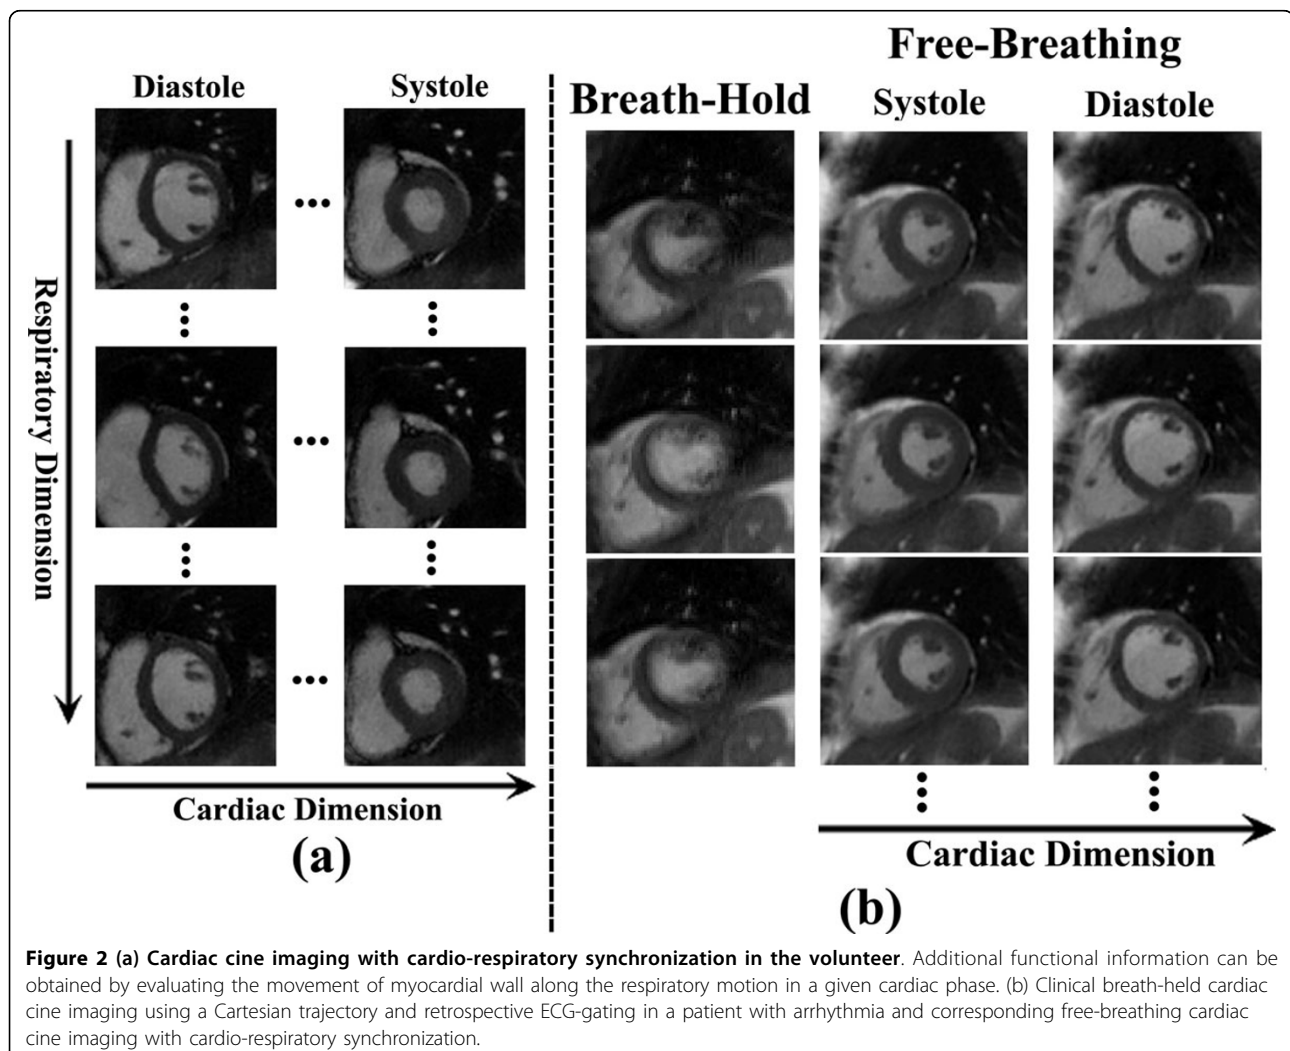 Diastole
Systole
Respiratory Dimension
Cardiac Dimension
(a)
Free-Breathing
Breath-Hold
Systole
Diastole
Cardiac Dimension
(b)
Figure 2 (a) Cardiac cine imaging with cardio-respiratory synchronization in the volunteer. Additional functional information can be
obtained by evaluating the movement of myocardial wall along the respiratory motion in a given cardiac phase. (b) Clinical breath-held cardiac
cine imaging using a Cartesian trajectory and retrospective ECG-gating in a patient with arrhythmia and corresponding free-breathing cardiac
cine imaging with cardio-respiratory synchronization.